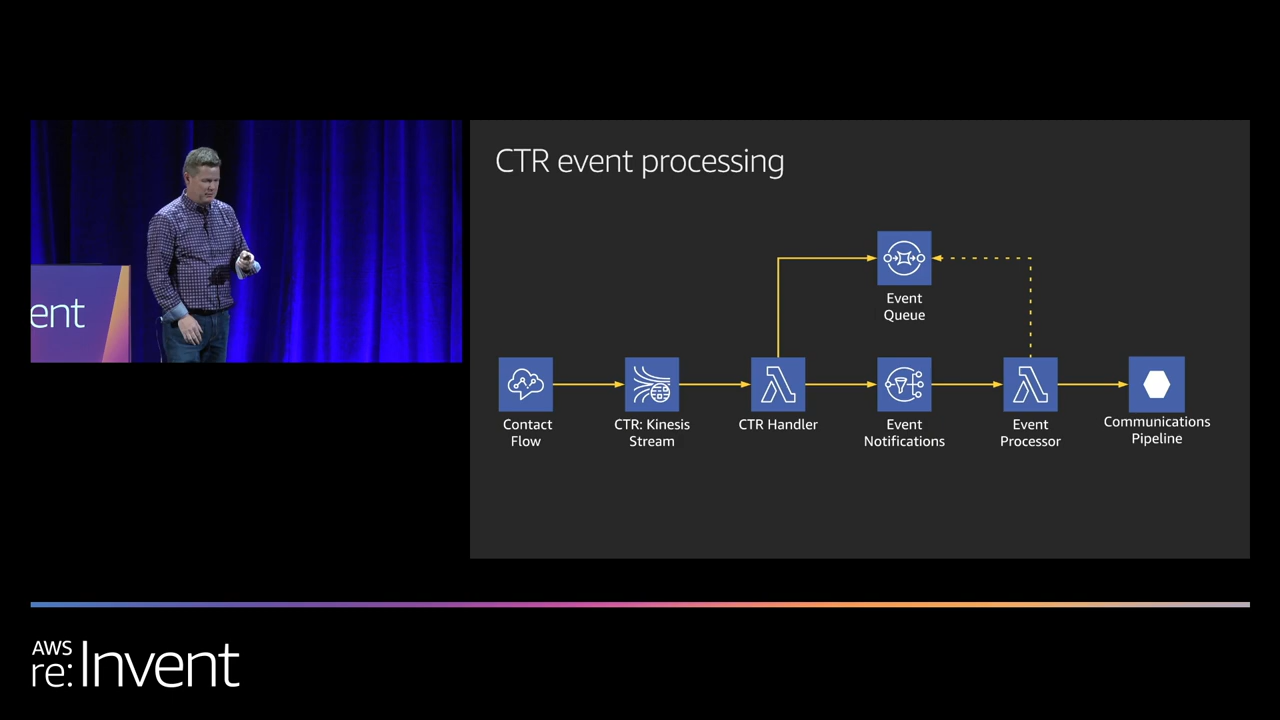 CTR event processing
Event
Queue
Contact
Flow
CTR: Kinesis
Stream
CTR Handler
Event
Notifications
Event
Processor
Communications
Pipeline
ent
AWS
re:Invent